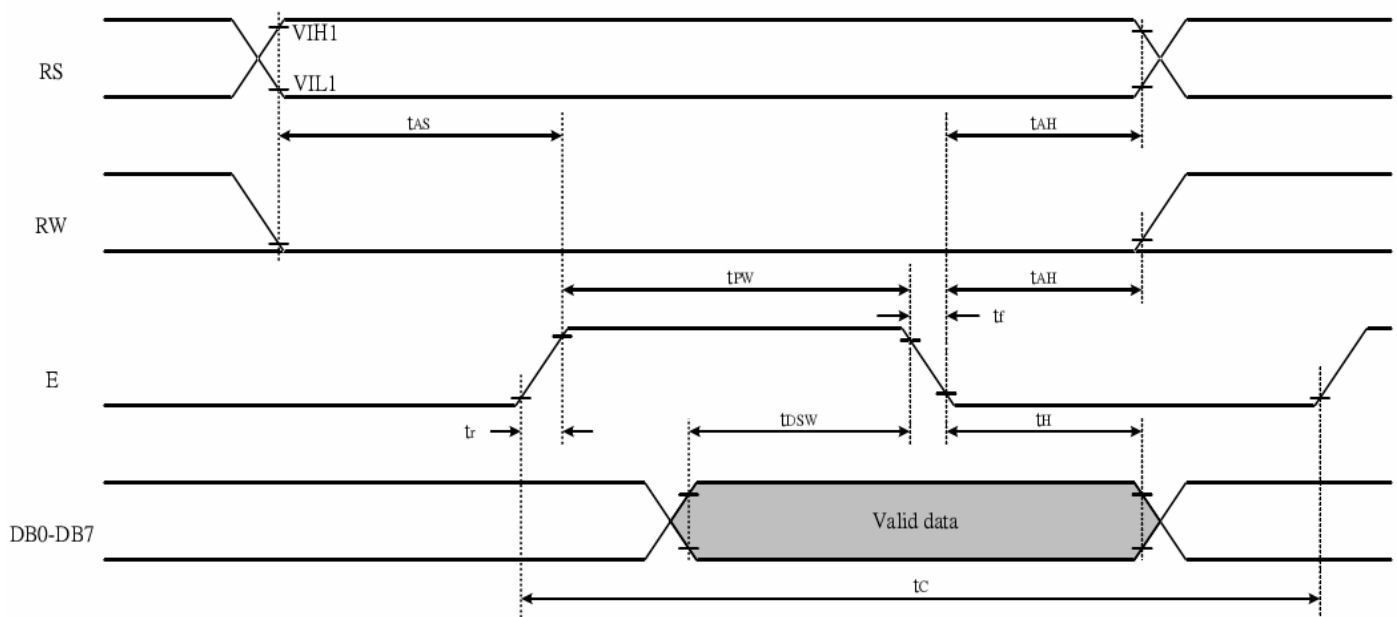 VIH1
RS
VIL1
tAS
tAH
RW
tPW
tAH
tf
E
tr
tDSW
tH
DB0-DB7
Valid data
tC